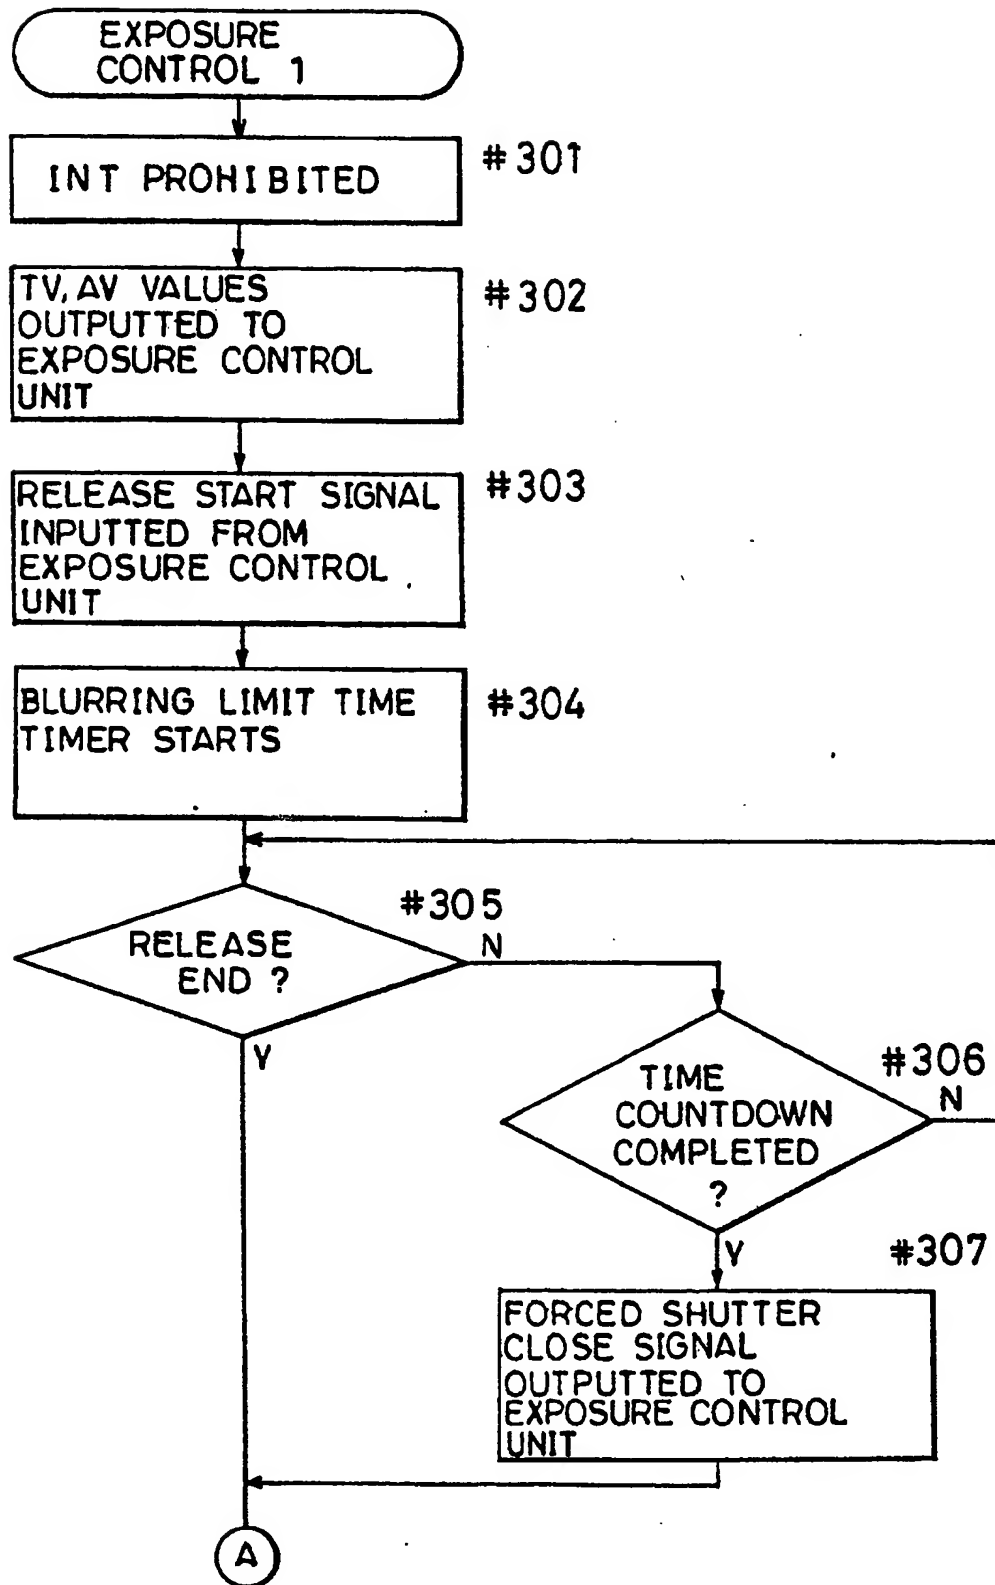 EXPOSURE
CONTROL 1
INT PROHIBITED
#301
TV, AV VALUES
OUTPUTTED TO
EXPOSURE CONTROL
UNIT
#302
RELEASE START SIGNAL
INPUTTED FROM
EXPOSURE CONTROL
UNIT
#303
BLURRING LIMIT TIME
TIMER STARTS
#304
#305
RELEASE
END ?
N
Y
#306
TIME
COUNTDOWN
COMPLETED
?
N
Y
#307
FORCED SHUTTER
CLOSE SIGNAL
OUTPUTTED TO
EXPOSURE CONTROL
UNIT
A